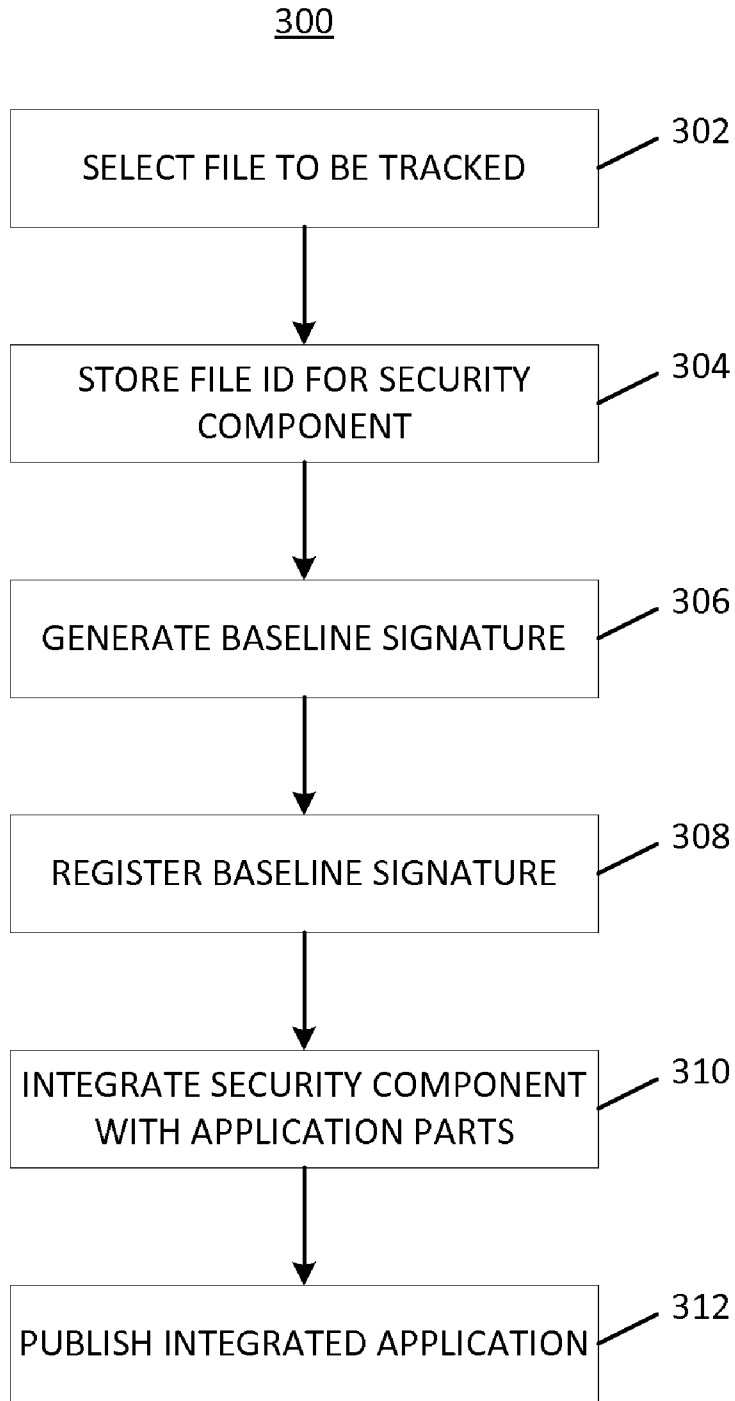 300
SELECT FILE TO BE TRACKED
302
STORE FILE ID FOR SECURITY
COMPONENT
304
GENERATE BASELINE SIGNATURE
306
REGISTER BASELINE SIGNATURE
308
INTEGRATE SECURITY COMPONENT
WITH APPLICATION PARTS
310
PUBLISH INTEGRATED APPLICATION
312